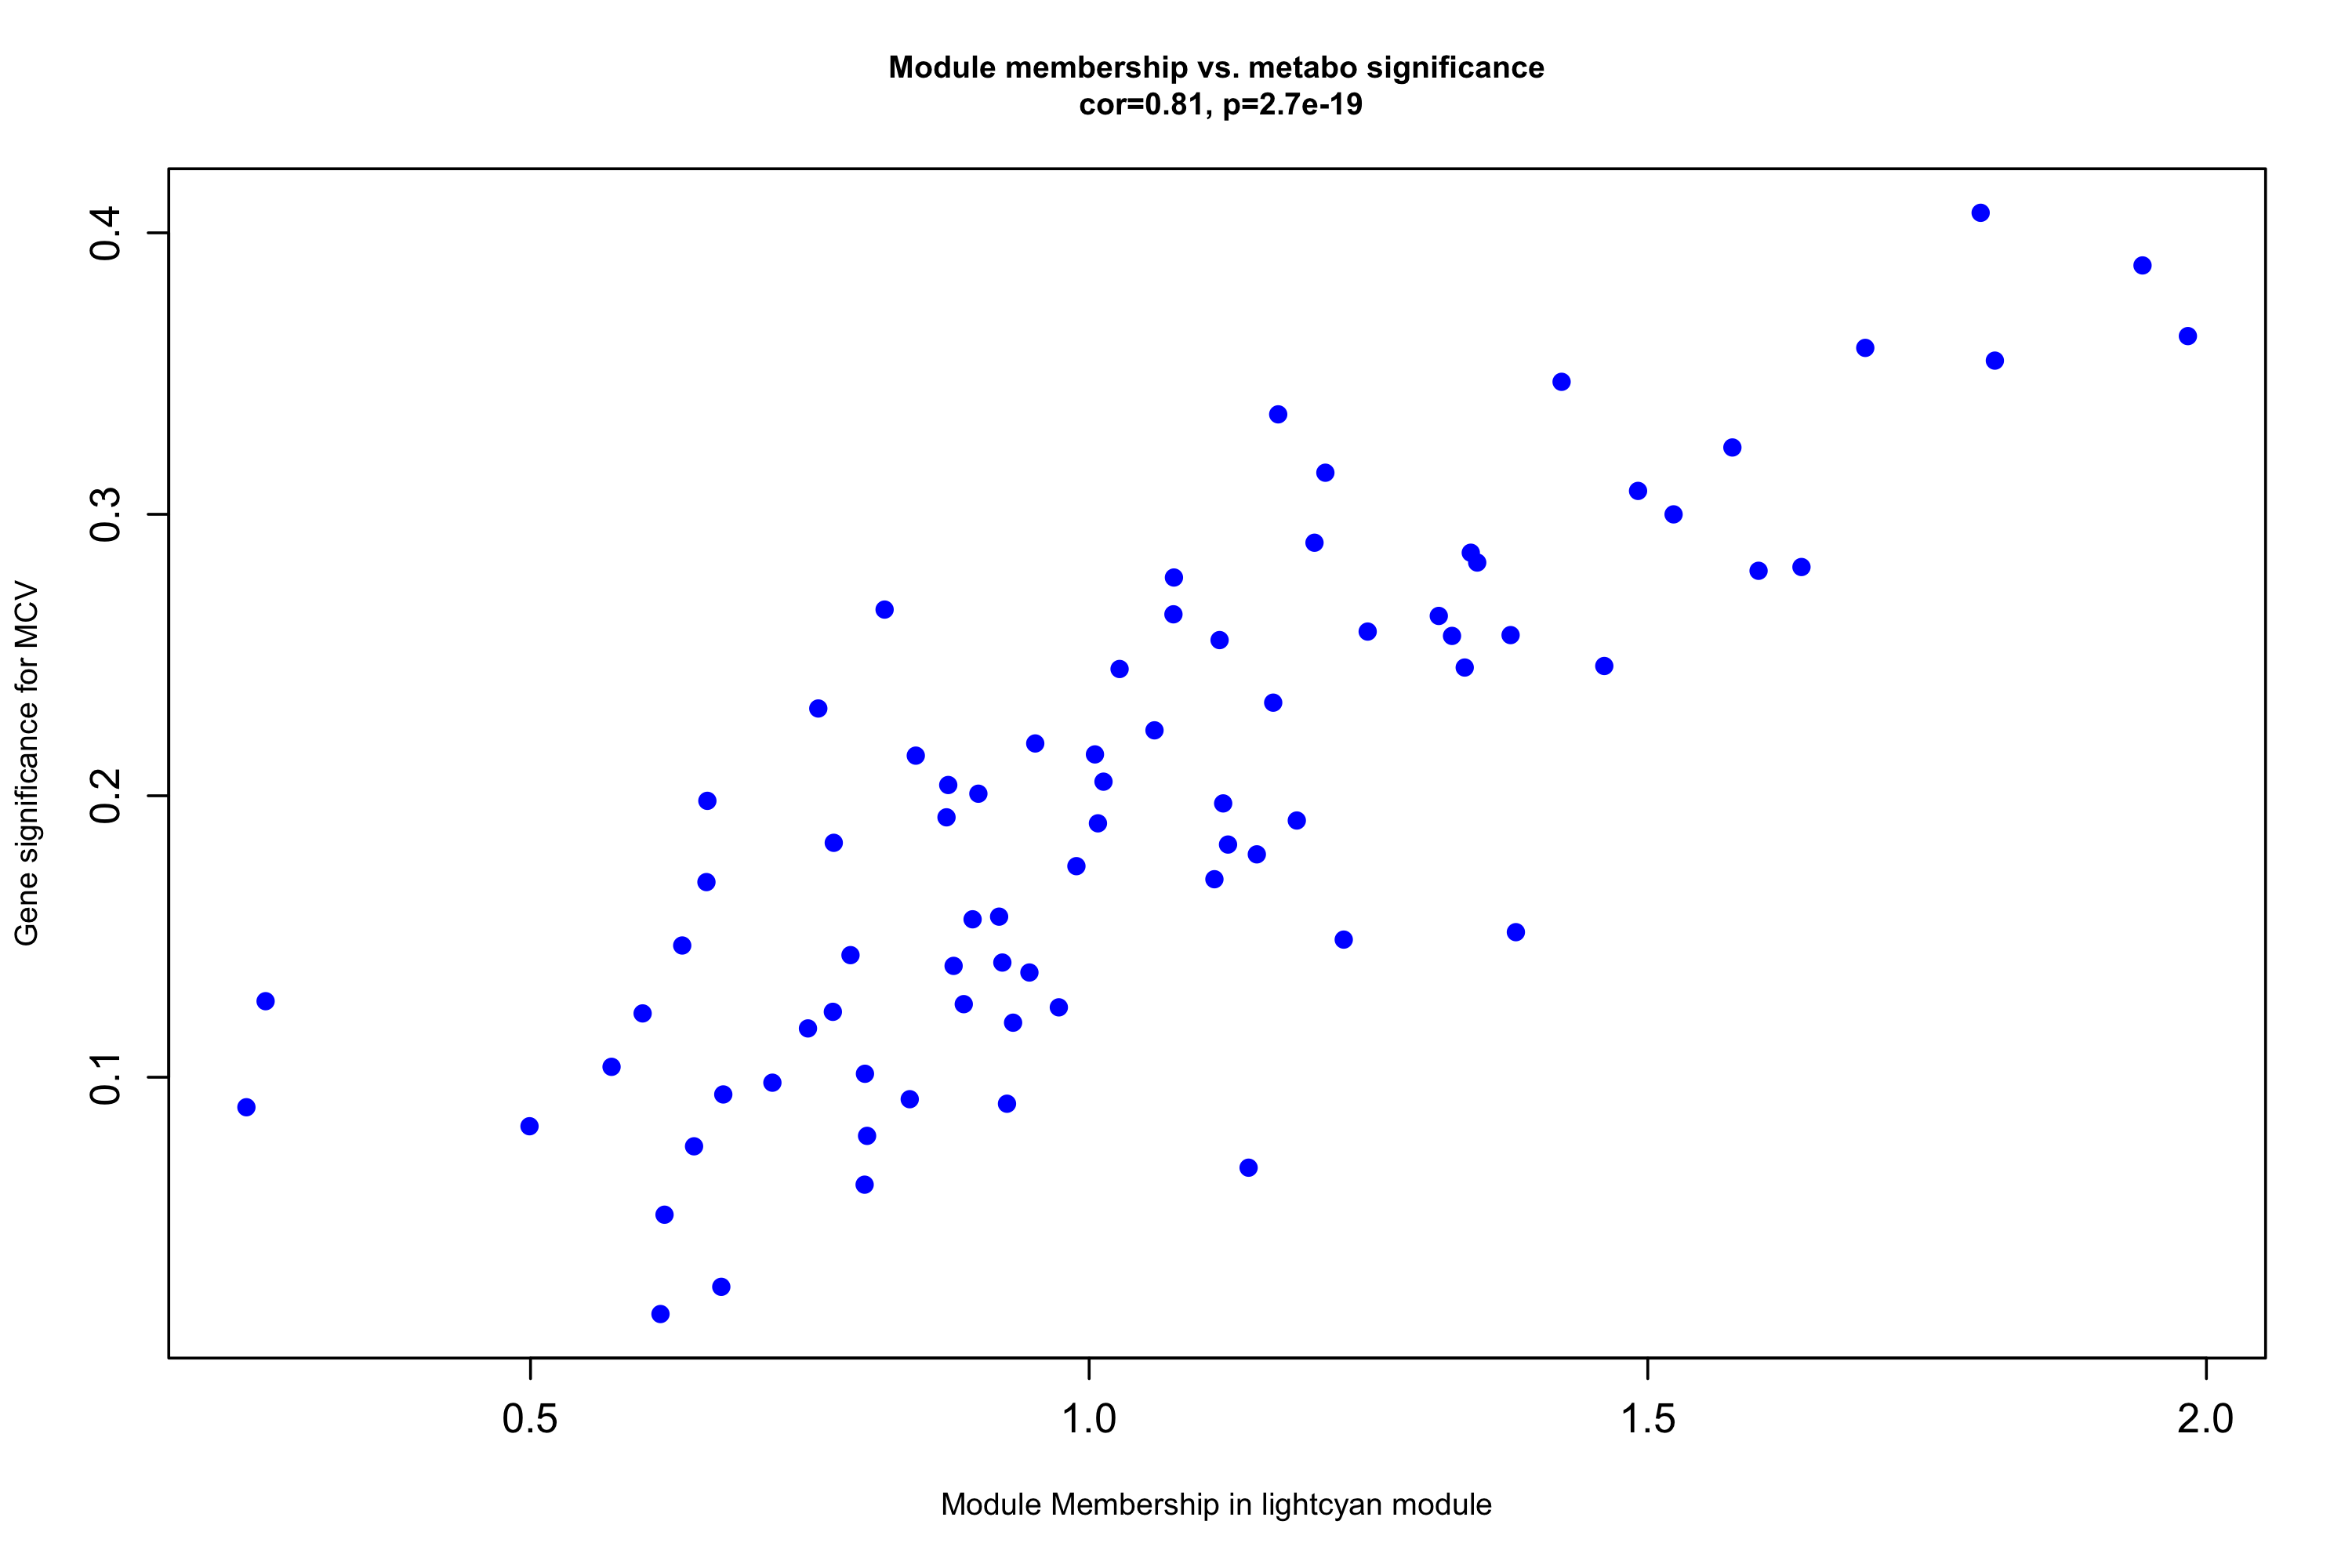 Module membership vs. metabo significance
cor=0.81, p=2.7e-19
Gene significance for MCV
0.4
0.3
0.2
0.1
0.5 1.0 1.5 2.0
Module Membership in lightcyan module